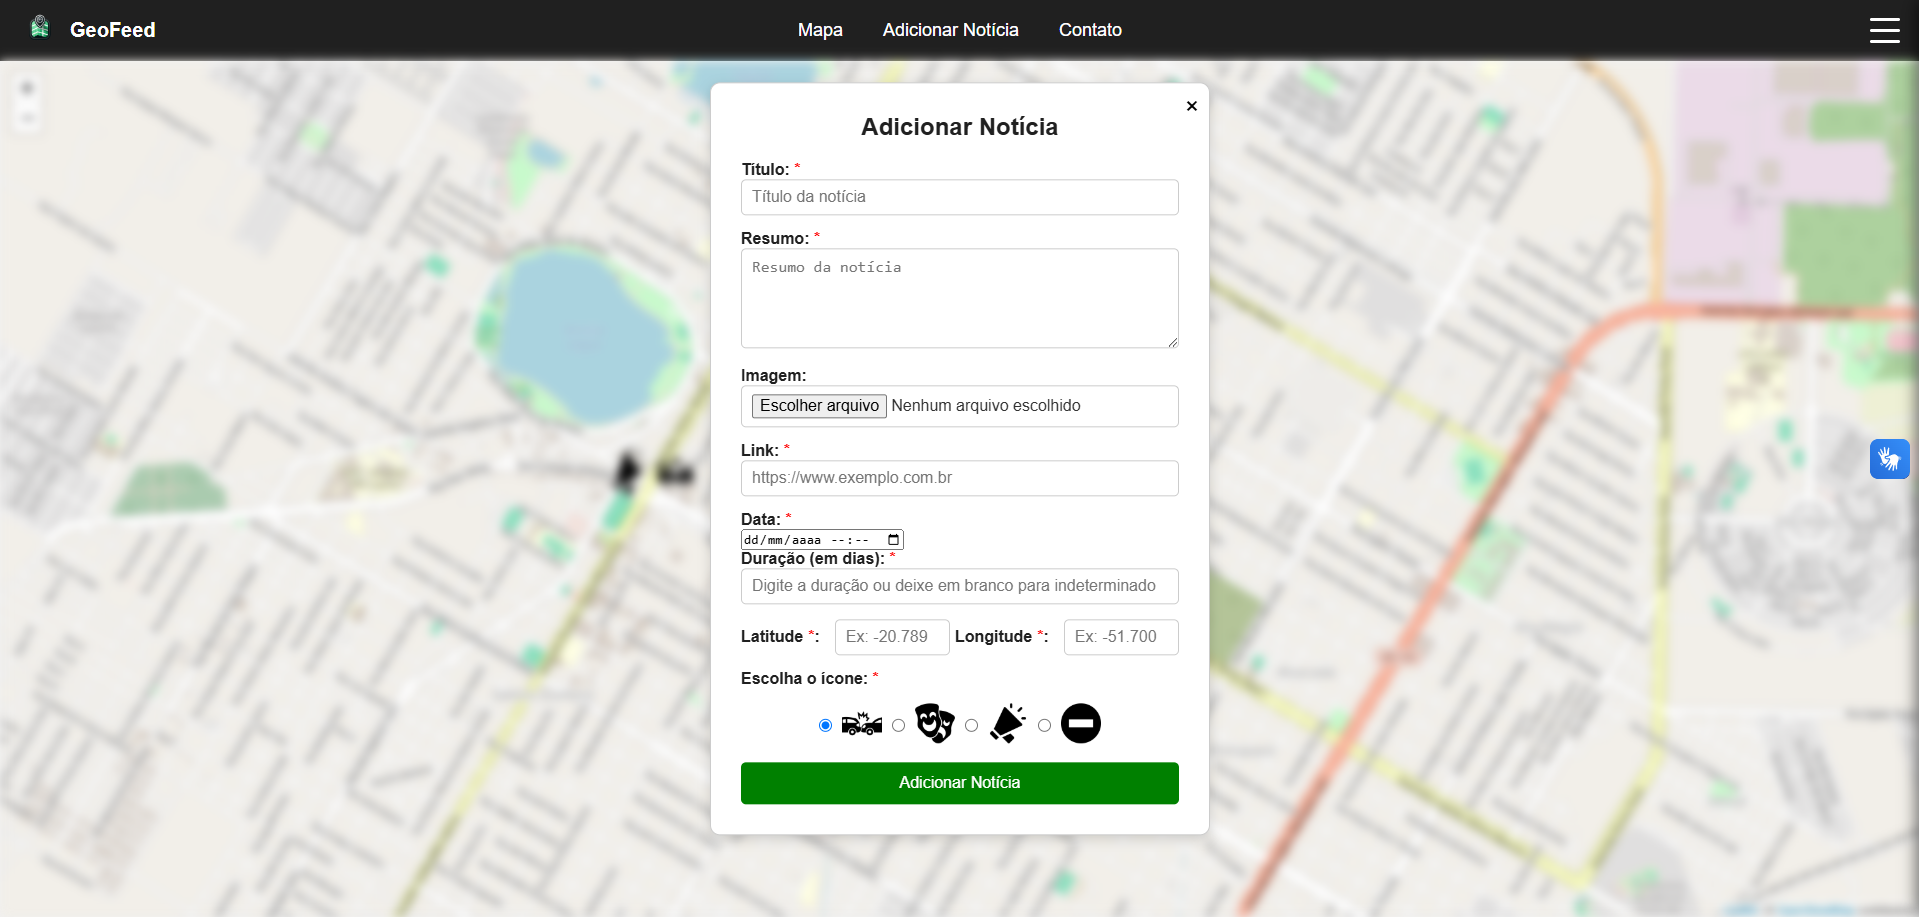 GeoFeed
Mapa Adicionar Notícia Contato
×
Adicionar Notícia
Título: *
Título da notícia
Resumo: *
Resumo da notícia
Imagem:
Escolher arquivo Nenhum arquivo escolhido
Link: *
https://www.exemplo.com.br
Data: *
dd/mm/aaaa --:--
Duração (em dias): *
Digite a duração ou deixe em branco para indeterminado
Latitude *: Ex: -20.789 Longitude *: Ex: -51.700
Escolha o ícone: *
Adicionar Notícia